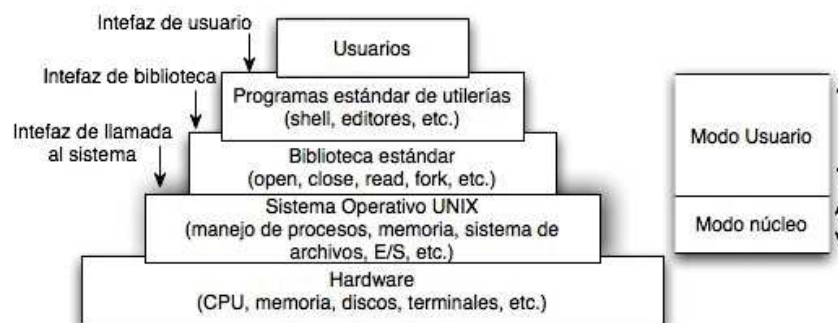 Intefaz de usuario
Usuarios
Intefaz de biblioteca
Programas estándar de utilerías
(shell, editores, etc.)
Intefaz de llamada
al sistema
Biblioteca estándar
(open, close, read, fork, etc.)
Modo Usuario
Sistema Operativo UNIX
(manejo de procesos, memoria, sistema de
archivos, E/S, etc.)
Modo núcleo
Hardware
(CPU, memoria, discos, terminales, etc.)